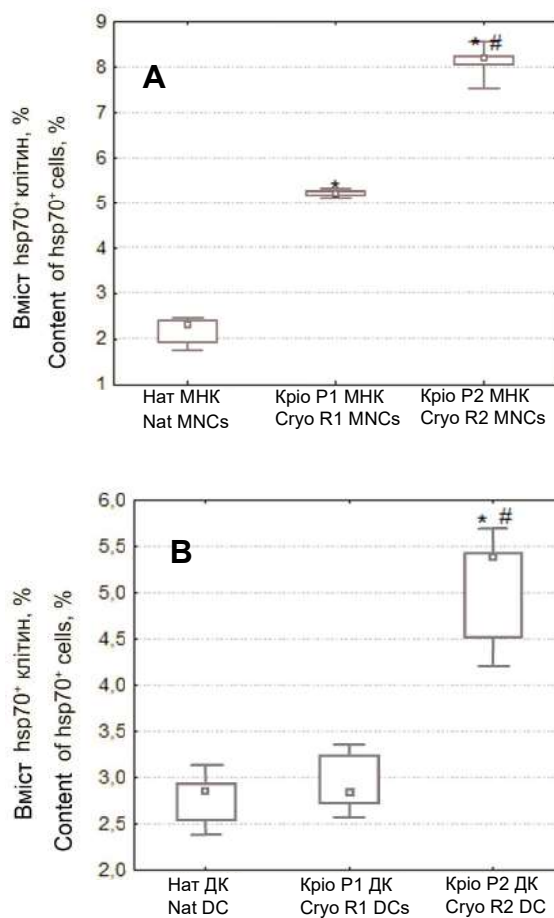 Вміст hsp70⁺ клітин, %
Content of hsp70⁺ cells, %
A
9
8
7
6
5
4
3
2
1
*
* #
Нат МНК
Nat MNCs
Кріо Р1 МНК
Cryo R1 MNCs
Кріо Р2 МНК
Cryo R2 MNCs
Вміст hsp70⁺ клітин, %
Content of hsp70⁺ cells, %
B
6,0
5,5
5,0
4,5
4,0
3,5
3,0
2,5
2,0
* #
Нат ДК
Nat DC
Кріо Р1 ДК
Cryo R1 DCs
Кріо Р2 ДК
Cryo R2 DC